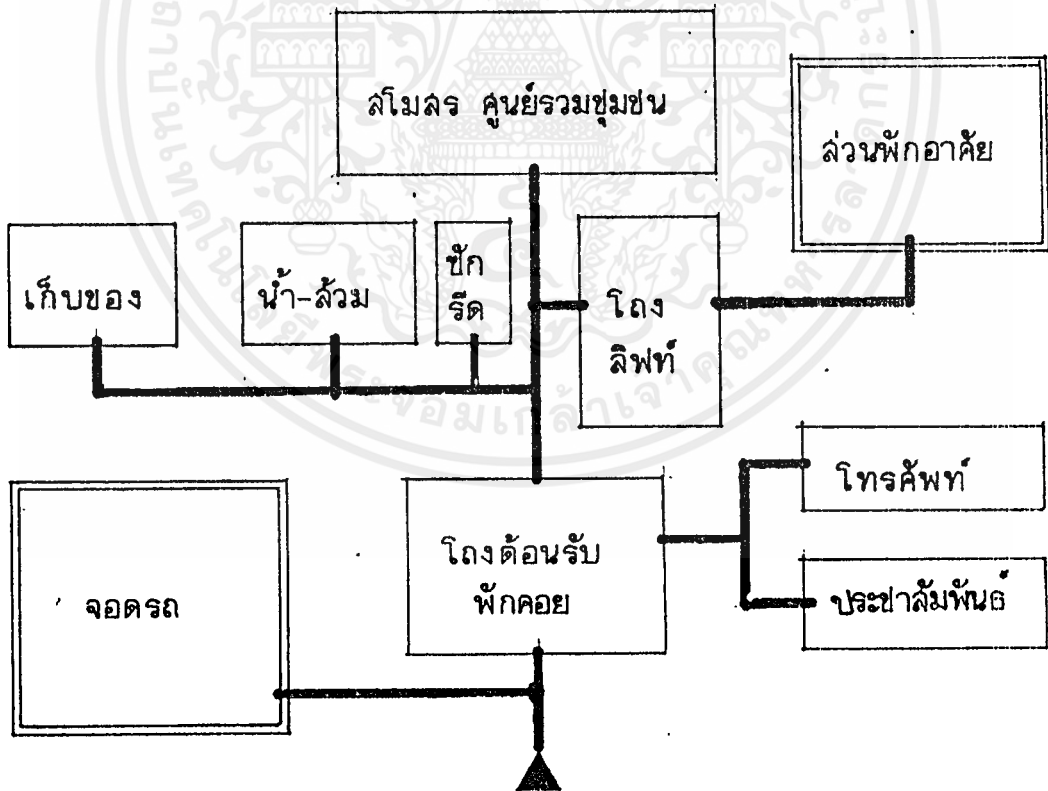 สโมสร ศูนย์รวมชุมชน
ส่วนพักอาศัย
เก็บของ
น้ำ-ส้วม
ซัก
รีด
โถง
ลิฟท์
โทรศัพท์
โถงต้อนรับ
พักคอย
จอดรถ
ประชาสัมพันธ์